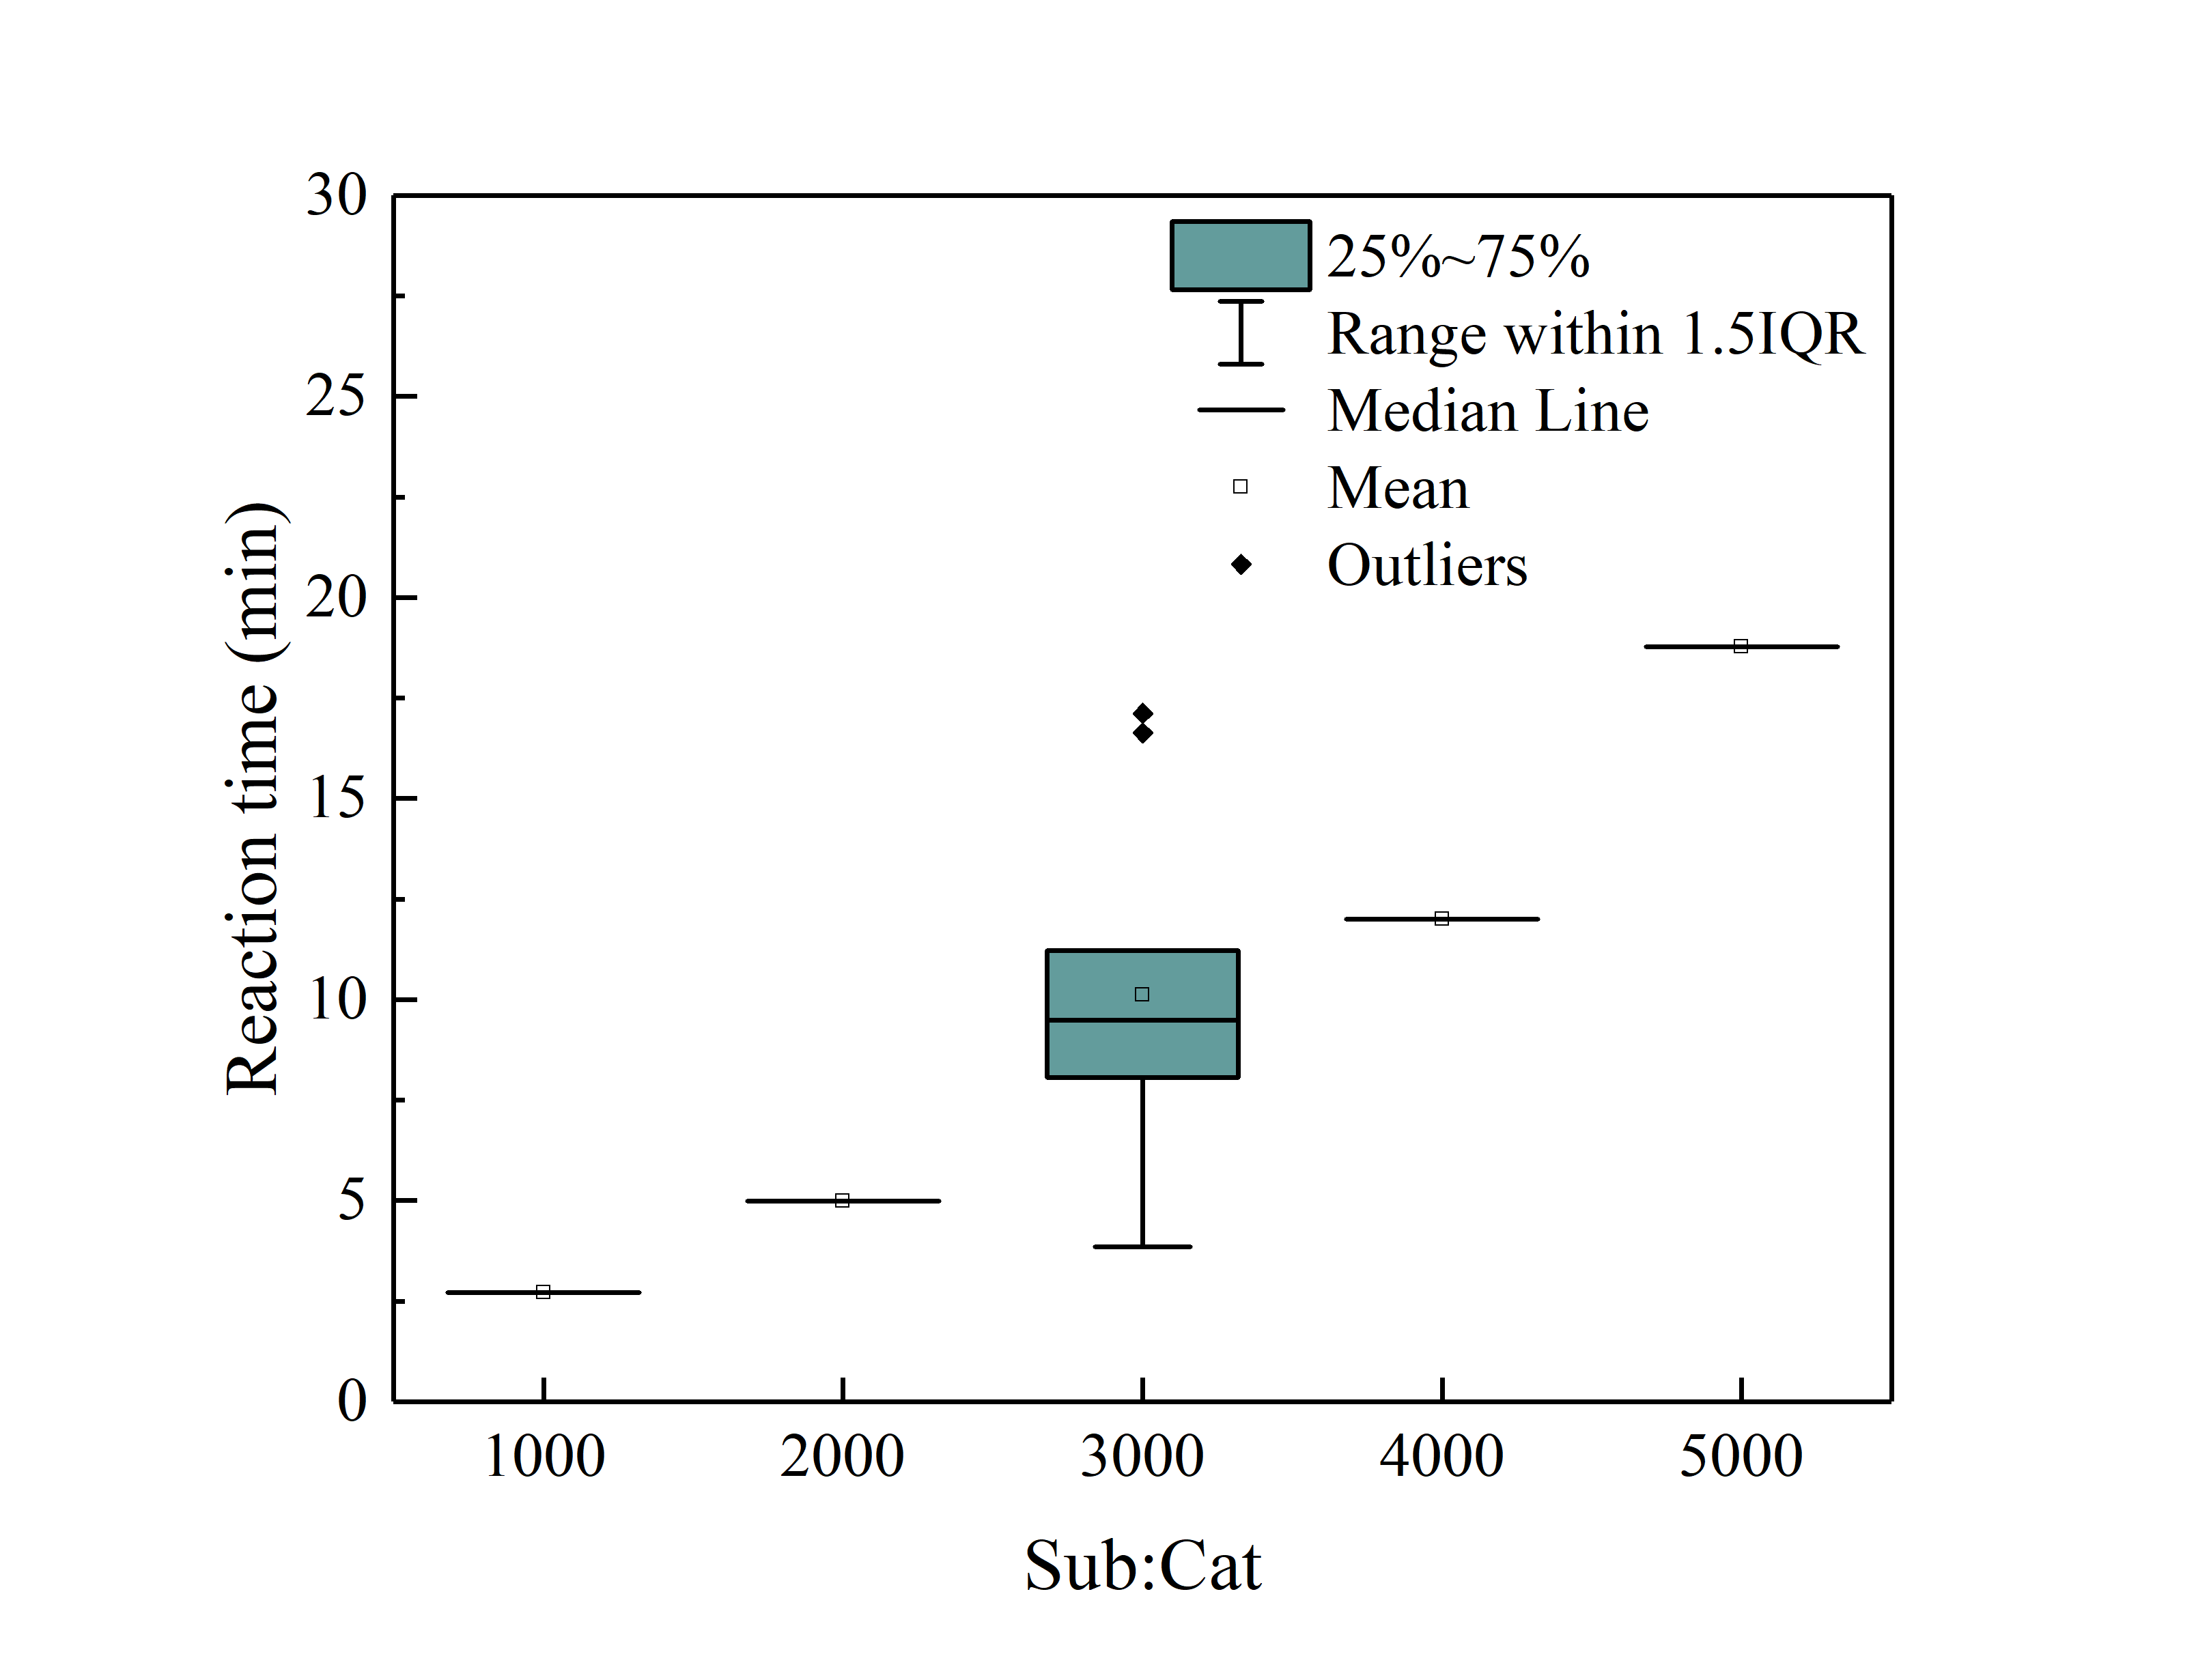 30
25
20
15
10
5
0
Reaction time (min)
25%~75%
Range within 1.5IQR
Median Line
Mean
Outliers
1000 2000 3000 4000 5000
Sub:Cat